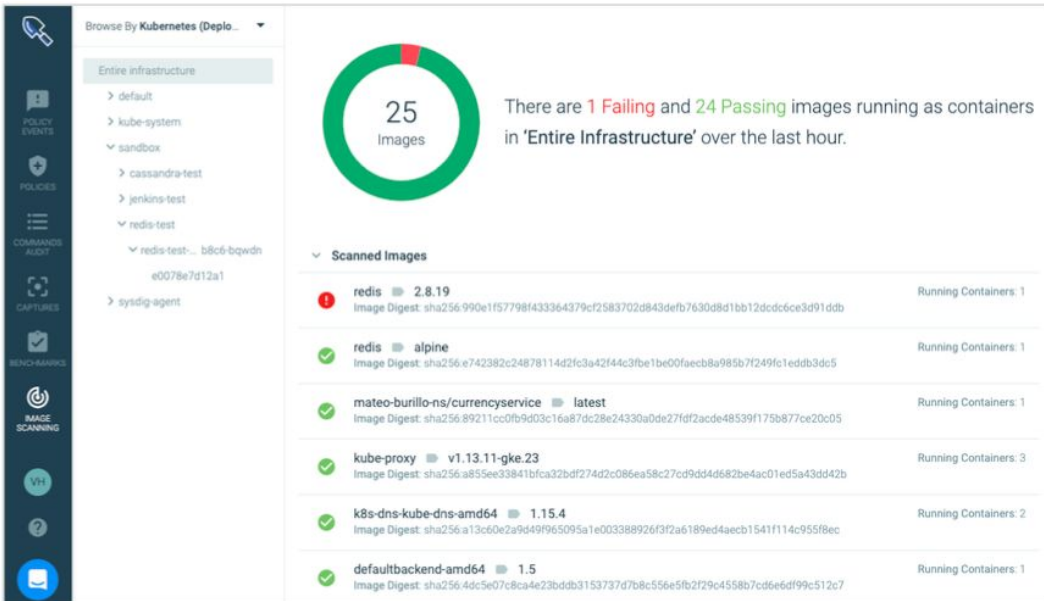 Browse By Kubernetes (Deplo...
Entire infrastructure
default
kube-system
sandbox
cassandra-test
jenkins-test
redis-test
redis-test-... b8c6-bqwdn
e0078e7d12a1
sysdig-agent
POLICY
EVENTS
POLICIES
COMMANDS
AUDIT
CAPTURES
BENCHMARKS
IMAGE
SCANNING
VH
25
Images
There are 1 Failing and 24 Passing images running as containers
in ‘Entire Infrastructure’ over the last hour.
Scanned Images
redis 2.8.19
Running Containers: 1
Image Digest: sha256:990e1f57798f433364379cf2583702d843defb7630d8d1bb12dcdc6ce3d91ddb
redis alpine
Running Containers: 1
Image Digest: sha256:e742382c24878114d2fc3a42f44c3fbe1be00faecb8a985b7f249fc1eddb3dc5
mateo-burillo-ns/currencyservice latest
Running Containers: 1
Image Digest: sha256:89211cc0fb9d03c16a87dc28e24330a0de27fdf2acde48539f175b877ce20c05
kube-proxy v1.13.11-gke.23
Running Containers: 3
Image Digest: sha256:a855ee33841bfca32bdf274d2c086ea58c27cd9dd4d682be4ac01ed5a43dd42b
k8s-dns-kube-dns-amd64 1.15.4
Running Containers: 2
Image Digest: sha256:a13c60e2a9d49f965095a1e003388926f3f2a6189ed4aecb1541f114c955f8ec
defaultbackend-amd64 1.5
Running Containers: 1
Image Digest: sha256:4dc5e07c8ca4e23bddb3153737d7b8c556e5fb2f29c4558b7cd6e6df99c512c7